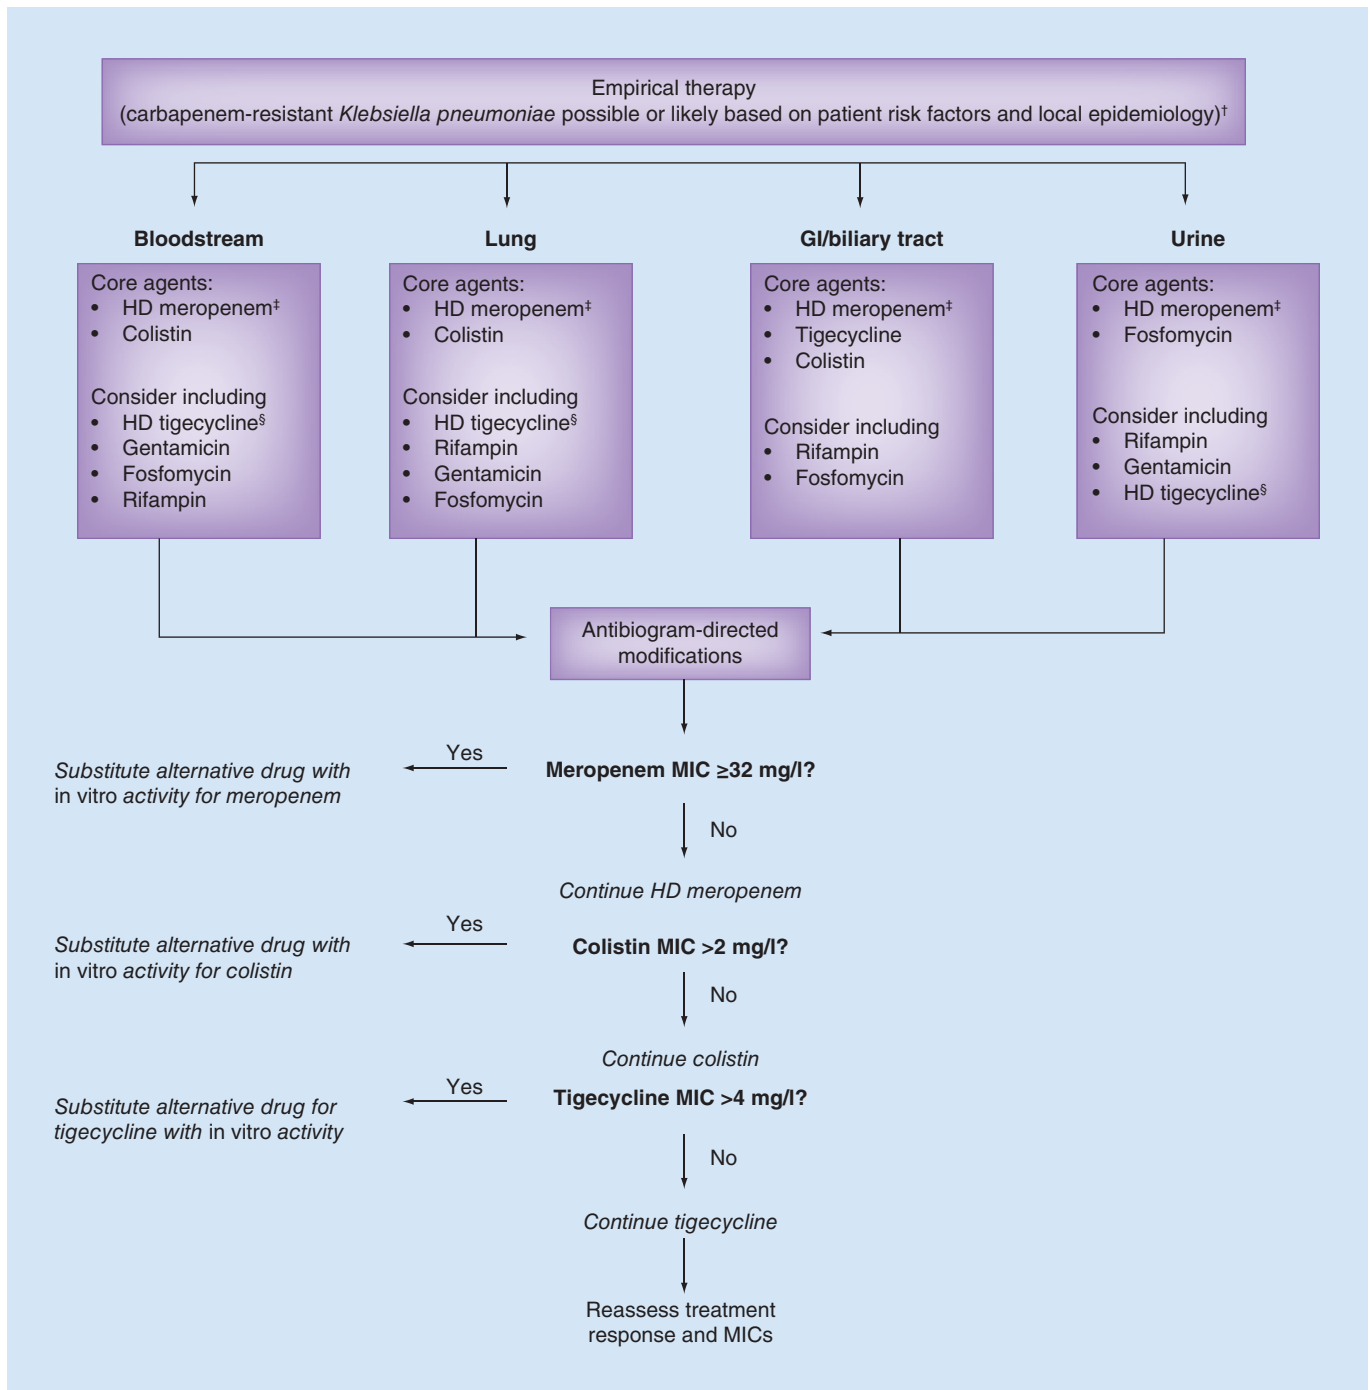 Empirical therapy
(carbapenem-resistant Klebsiella pneumoniae possible or likely based on patient risk factors and local epidemiology)†
Bloodstream
Core agents:
• HD meropenem‡
• Colistin
Consider including
• HD tigecycline§
• Gentamicin
• Fosfomycin
• Rifampin
Lung
Core agents:
• HD meropenem‡
• Colistin
Consider including
• HD tigecycline§
• Rifampin
• Gentamicin
• Fosfomycin
GI/biliary tract
Core agents:
• HD meropenem‡
• Tigecycline
• Colistin
Consider including
• Rifampin
• Fosfomycin
Urine
Core agents:
• HD meropenem‡
• Fosfomycin
Consider including
• Rifampin
• Gentamicin
• HD tigecycline§
Antibiogram-directed
modifications
Meropenem MIC ≥32 mg/l?
Yes
Substitute alternative drug with
in vitro activity for meropenem
No
Continue HD meropenem
Colistin MIC >2 mg/l?
Yes
Substitute alternative drug with
in vitro activity for colistin
No
Continue colistin
Tigecycline MIC >4 mg/l?
Yes
Substitute alternative drug for
tigecycline with in vitro activity
No
Continue tigecycline
Reassess treatment
response and MICs